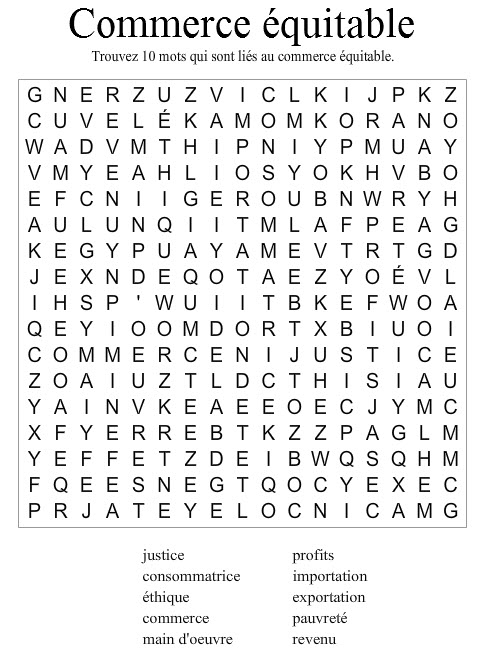 Commerce équitable
Trouvez 10 mots qui sont liés au commerce équitable.
G N E R Z U Z V I C L K I J P K Z
C U V E L É K A M O M K O R A N O
W A D V M T H I P N I Y P M U A Y
V M Y E A H L I O S Y O K H V B O
E F C N I I G E R O U B N W R Y H
A U L U N Q I I T M L A F P E A G
K E G Y P U A Y A M E V T R T G D
J E X N D E Q O T A E Z Y O É V L
I H S P ' W U I I T B K E F W O A
Q E Y I O O M D O R T X B I U O I
C O M M E R C E N I J U S T I C E
Z O A I U Z T L D C T H I S I A U
Y A I N V K E A E E O E C J Y M C
X F Y E R R E B T K Z Z P A G L M
Y E F F E T Z D E I B W Q S Q H M
F Q E E S N E G T Q O C Y E X E C
P R J A T E Y E L O C N I C A M G
justice profits
consommatrice importation
éthique exportation
commerce pauvreté
main d'oeuvre revenu